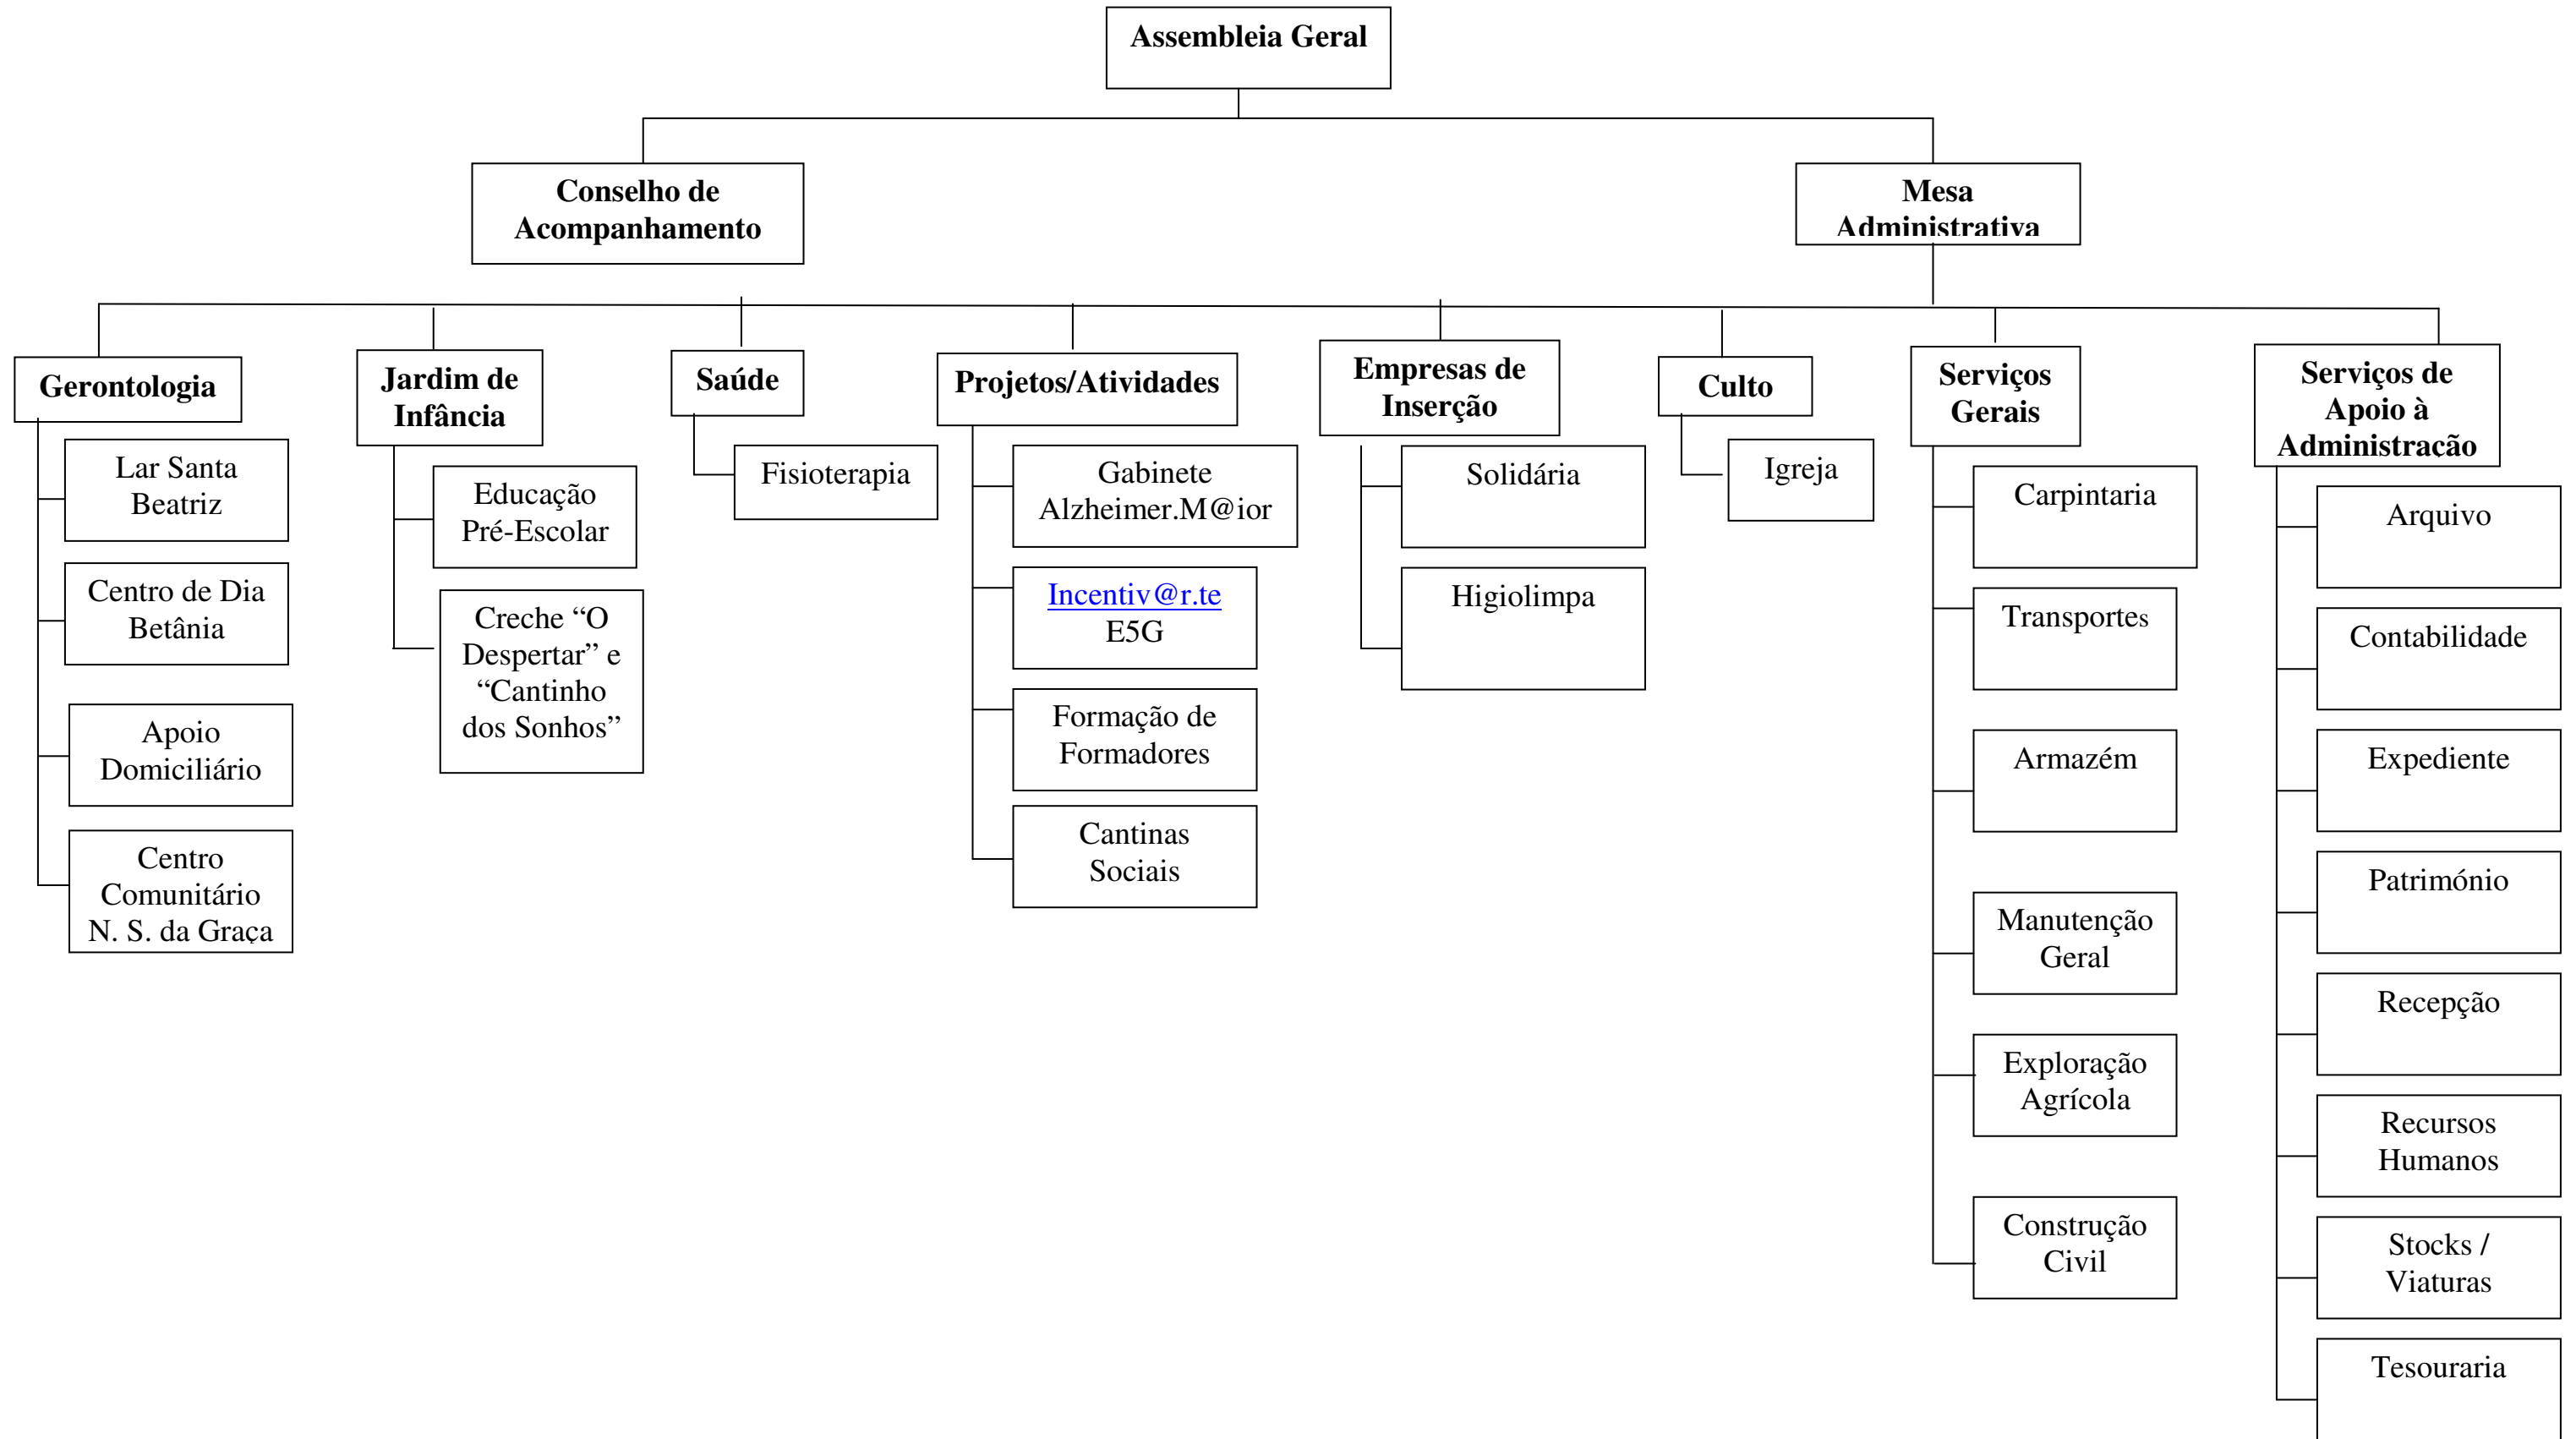 Assembleia Geral
Conselho de
Acompanhamento
Mesa
Administrativa
Gerontologia
Lar Santa
Beatriz
Centro de Dia
Betânia
Apoio
Domiciliário
Centro
Comunitário
N. S. da Graça
Jardim de
Infância
Educação
Pré-Escolar
Creche “O
Despertar” e
“Cantinho
dos Sonhos”
Saúde
Fisioterapia
Projetos/Atividades
Gabinete
Alzheimer.M@ior
Incentiv@r.te
E5G
Formação de
Formadores
Cantinas
Sociais
Empresas de
Inserção
Solidária
Higiolimpa
Culto
Igreja
Serviços
Gerais
Carpintaria
Transportes
Armazém
Manutenção
Geral
Exploração
Agrícola
Construção
Civil
Serviços de
Apoio à
Administração
Arquivo
Contabilidade
Expediente
Património
Recepção
Recursos
Humanos
Stocks /
Viaturas
Tesouraria